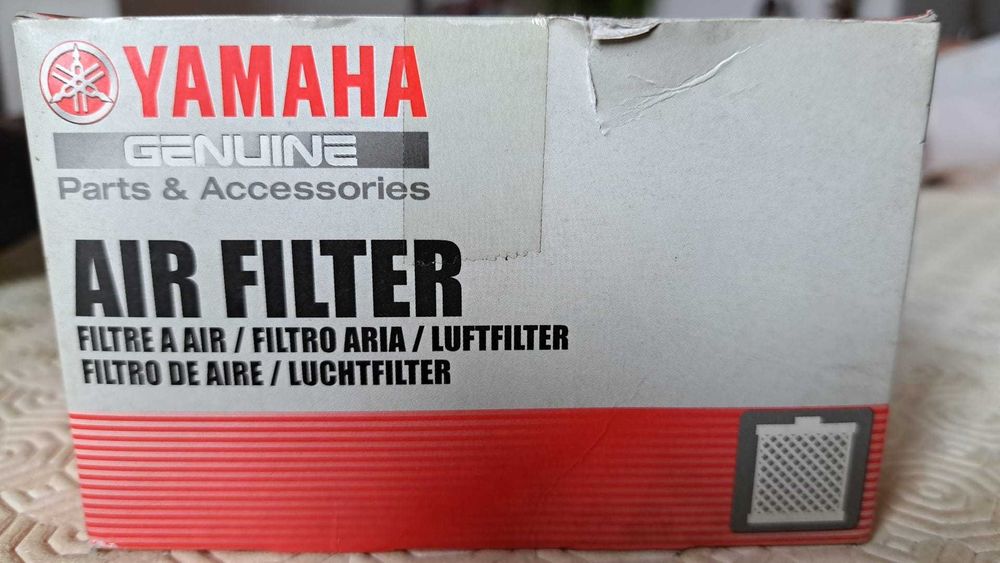 YAMAHA
GENUINE
Parts & Accessories
AIR FILTER
FILTRE A AIR / FILTRO ARIA / LUFTFILTER
FILTRO DE AIRE / LUCHTFILTER